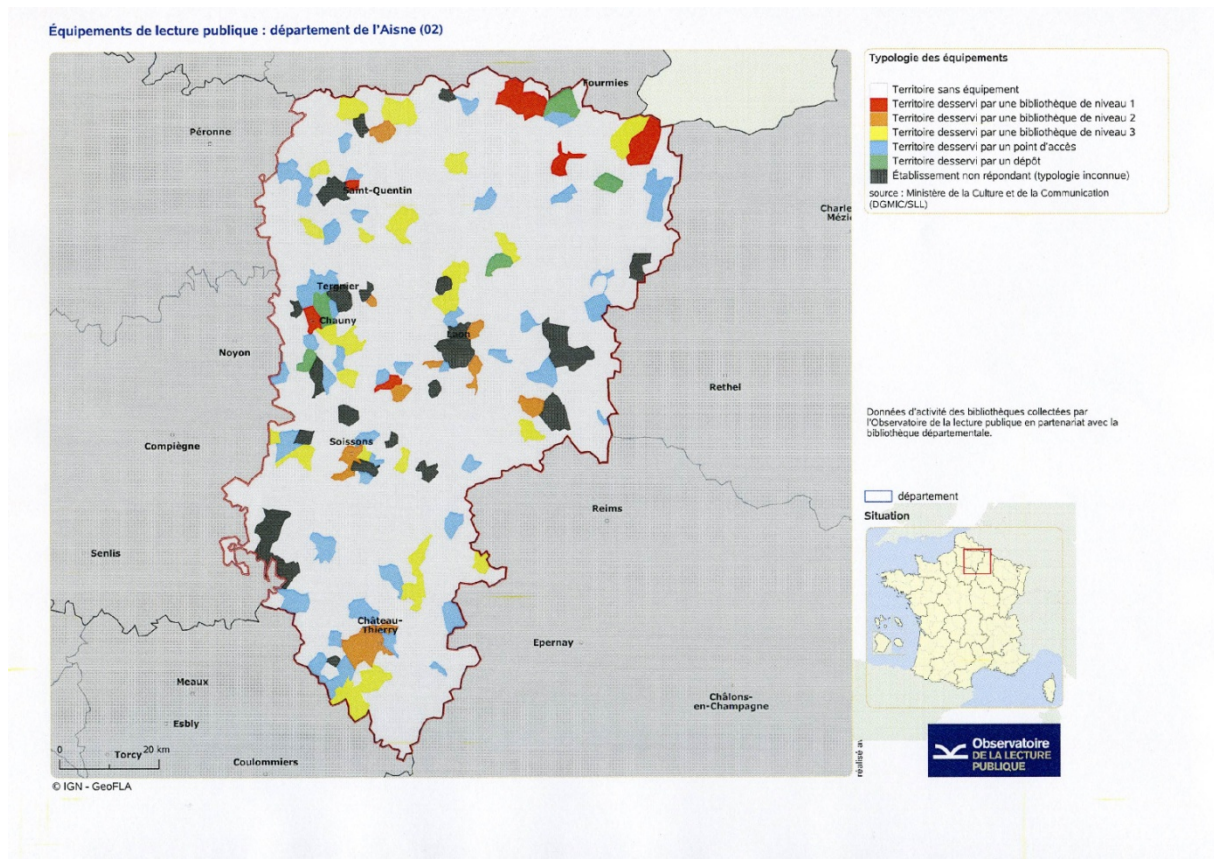 Équipements de lecture publique : département de l'Aisne (02)
Fourmies
Péronne
Saint-Quentin
Tergnier
Chauny
Laon
Noyon
Rethel
Compiègne
Soissons
Reims
Senlis
Château-
Thierry
Epernay
Meaux
Châlons-
en-Champagne
Esbly
Torcy
Coulommiers
Charle
Méziè
0 20 km
© IGN - GeoFLA
Typologie des équipements
Territoire sans équipement
Territoire desservi par une bibliothèque de niveau 1
Territoire desservi par une bibliothèque de niveau 2
Territoire desservi par une bibliothèque de niveau 3
Territoire desservi par un point d'accès
Territoire desservi par un dépôt
Établissement non répondant (typologie inconnue)
source : Ministère de la Culture et de la Communication
(DGMIC/SLL)
Données d'activité des bibliothèques collectées par
l'Observatoire de la lecture publique en partenariat avec la
bibliothèque départementale.
département
Situation
réalisé av
Observatoire
DE LA LECTURE
PUBLIQUE